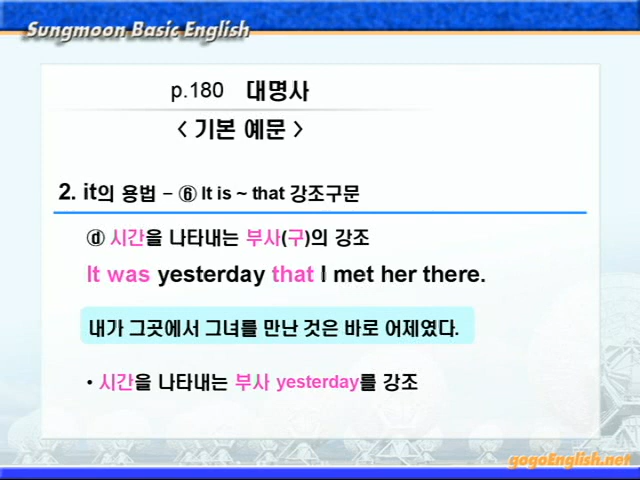 Sungmoon Basic English
p.180 대명사
< 기본 예문 >
2. it의 용법 – ⑥ It is ~ that 강조구문
ⓓ 시간을 나타내는 부사(구)의 강조
It was yesterday that I met her there.
내가 그곳에서 그녀를 만난 것은 바로 어제였다.
• 시간을 나타내는 부사 yesterday를 강조
gogoEnglish.net